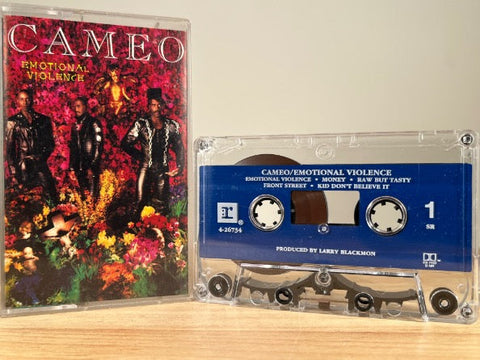 CAMEO
EMOTIONAL
VIOLENCE
CAMEO/EMOTIONAL VIOLENCE
EMOTIONAL VIOLENCE • MONEY • RAW BUT TASTY
FRONT STREET • KID DON'T BELIEVE IT
4-26734
1
SR
PRODUCED BY LARRY BLACKMON